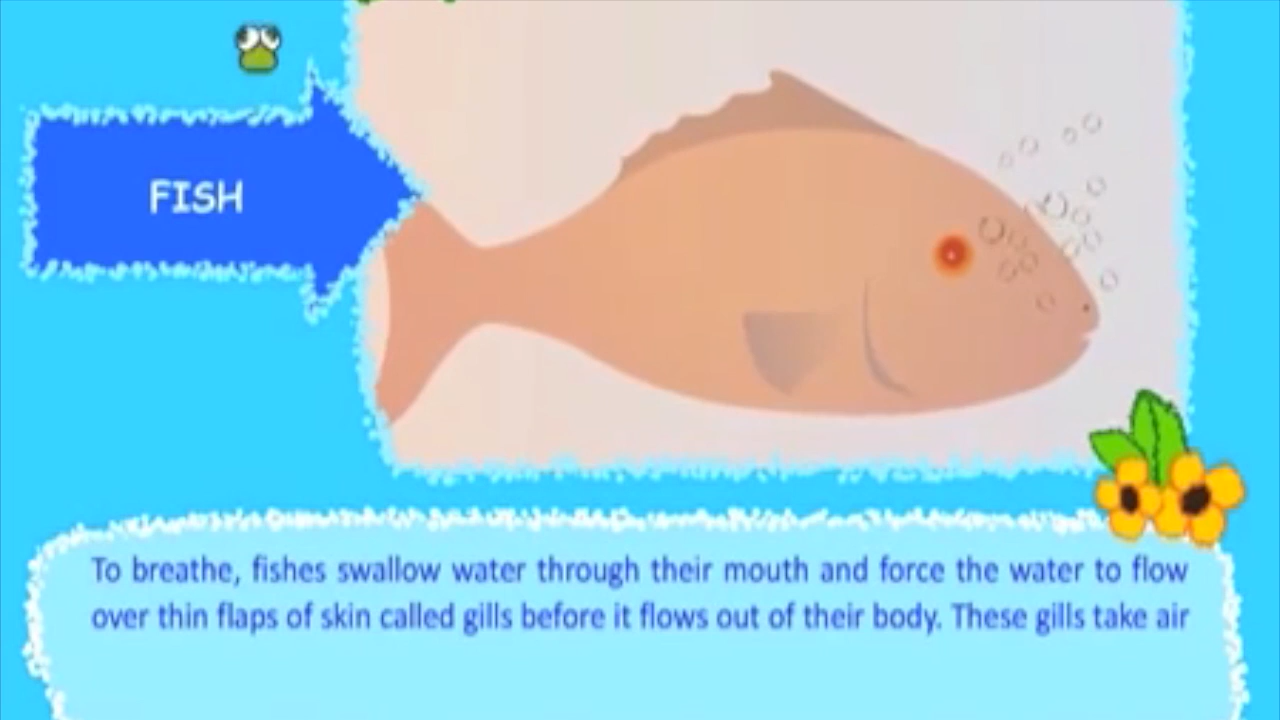 FISH
To breathe, fishes swallow water through their mouth and force the water to flow
over thin flaps of skin called gills before it flows out of their body. These gills take air